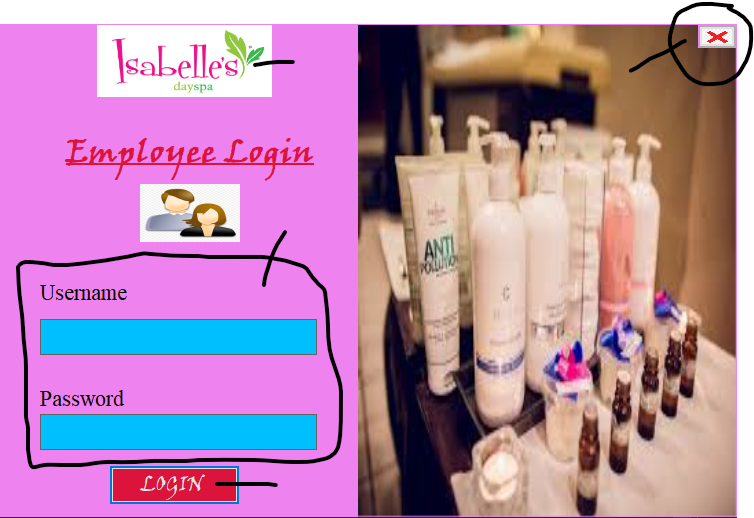 Isabelle's
dayspa
Employee Login
Username
Password
LOGIN
ANTI
POLLUTION